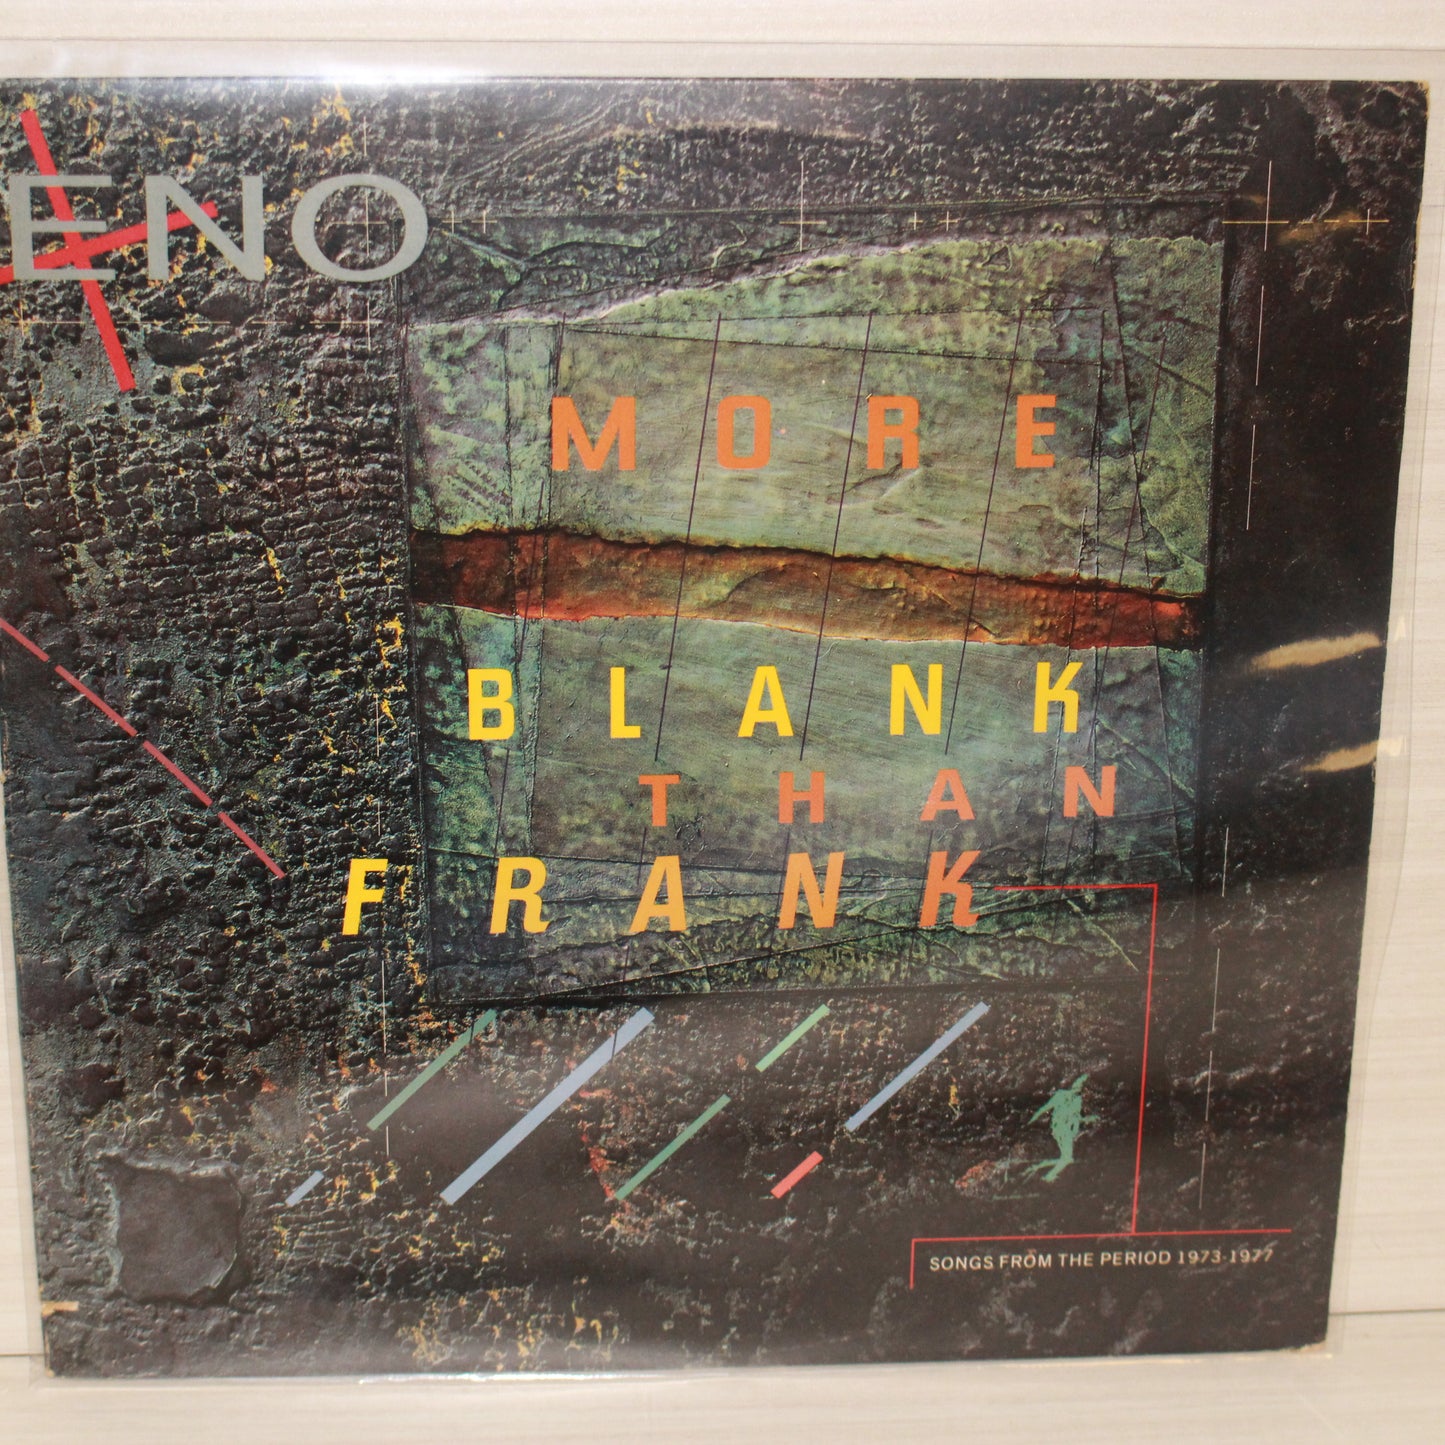 ENO
MORE
BLANK
THAN
FRANK
SONGS FROM THE PERIOD 1973-1977